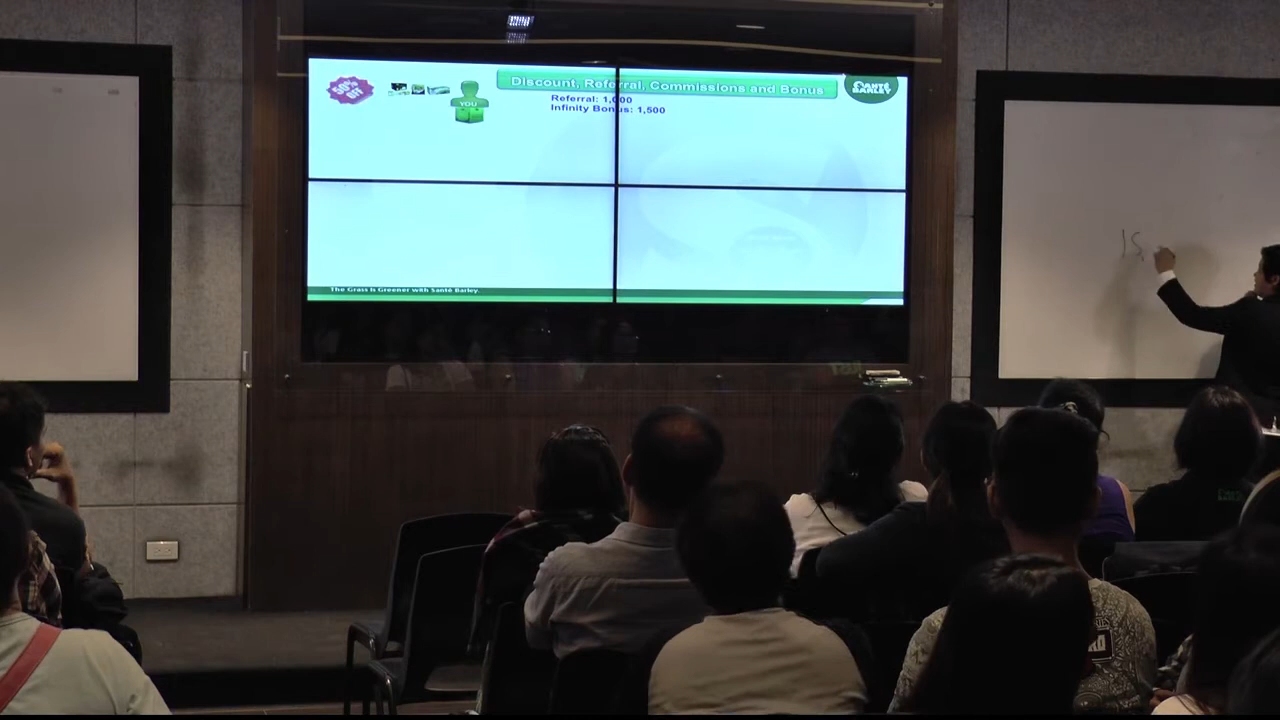 50%
OFF
YOU
Discount, Referral, Commissions and Bonus
SANTÉ
BARLEY
Referral: 1,000
Infinity Bonus: 1,500
The Grass is Greener with Santé Barley.
15